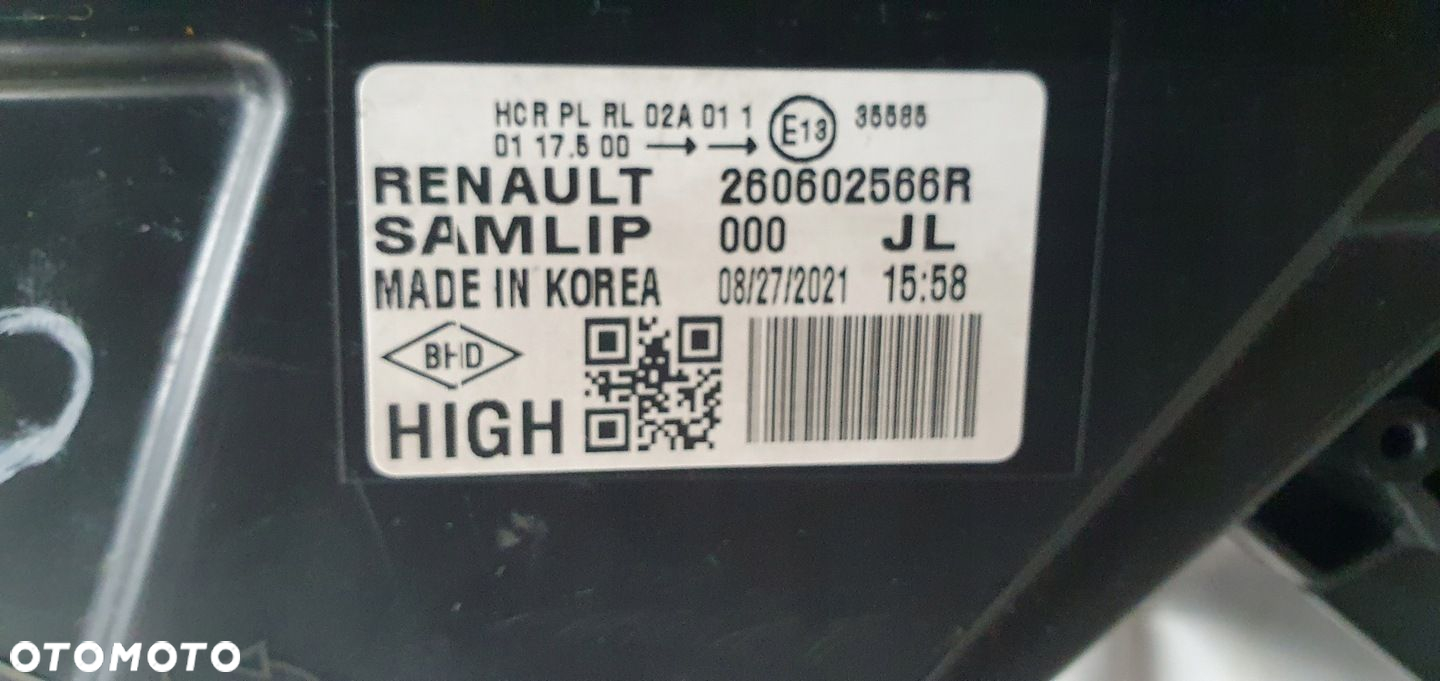 HCR PL RL 02A 01 1 E13 35585
01 17.5 00 → →
RENAULT 260602566R
SAMLIP 000 JL
MADE IN KOREA 08/27/2021 15:58
BHD
HIGH
OTOMOTO